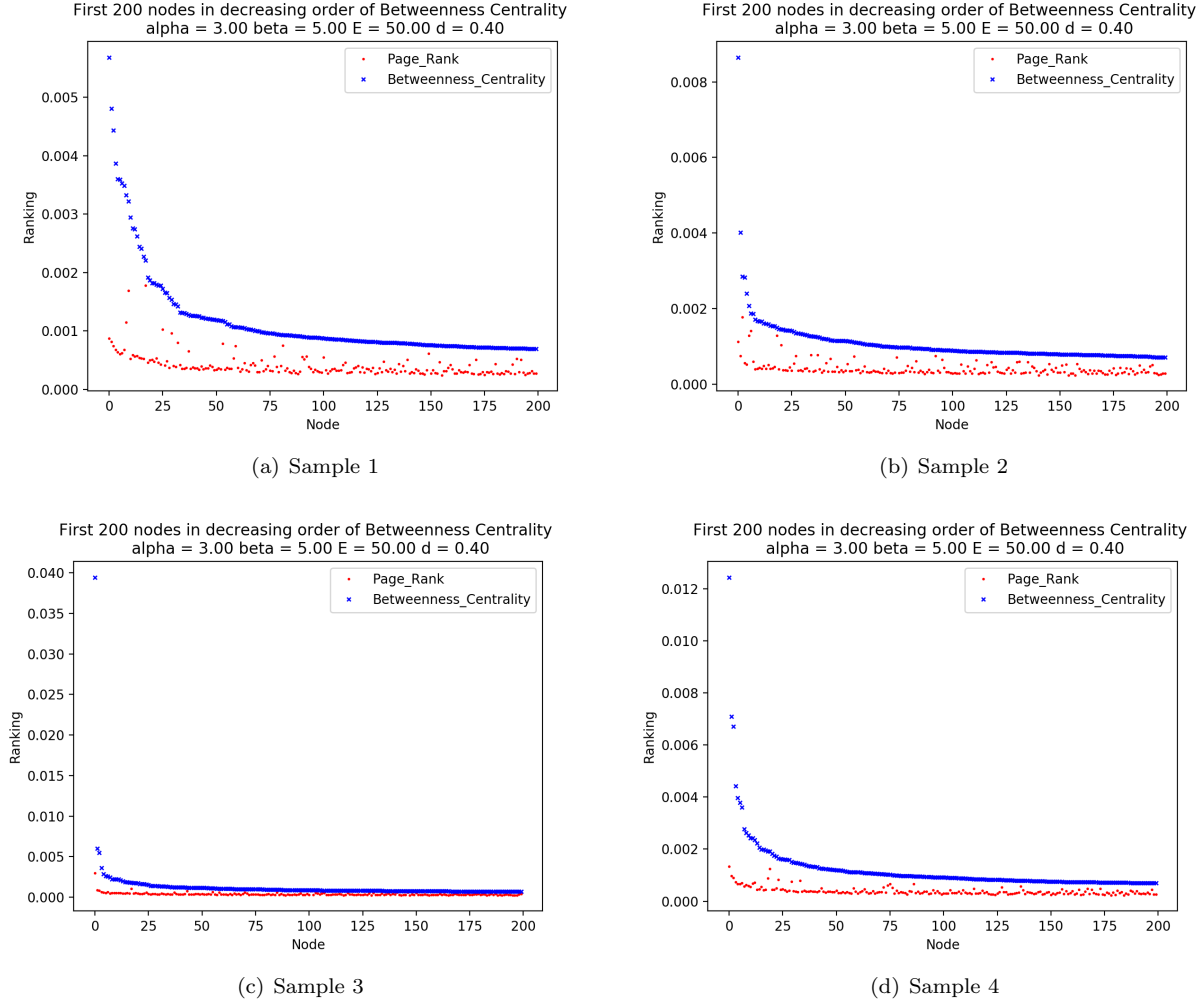 First 200 nodes in decreasing order of Betweenness Centrality
alpha = 3.00 beta = 5.00 E = 50.00 d = 0.40
Page_Rank
Betweenness_Centrality
0.005
0.004
0.003
0.002
0.001
0.000
Ranking
0 25 50 75 100 125 150 175 200
Node
(a) Sample 1
First 200 nodes in decreasing order of Betweenness Centrality
alpha = 3.00 beta = 5.00 E = 50.00 d = 0.40
Page_Rank
Betweenness_Centrality
0.008
0.006
0.004
0.002
0.000
Ranking
0 25 50 75 100 125 150 175 200
Node
(b) Sample 2
First 200 nodes in decreasing order of Betweenness Centrality
alpha = 3.00 beta = 5.00 E = 50.00 d = 0.40
Page_Rank
Betweenness_Centrality
0.040
0.035
0.030
0.025
0.020
0.015
0.010
0.005
0.000
Ranking
0 25 50 75 100 125 150 175 200
Node
(c) Sample 3
First 200 nodes in decreasing order of Betweenness Centrality
alpha = 3.00 beta = 5.00 E = 50.00 d = 0.40
Page_Rank
Betweenness_Centrality
0.012
0.010
0.008
0.006
0.004
0.002
0.000
Ranking
0 25 50 75 100 125 150 175 200
Node
(d) Sample 4